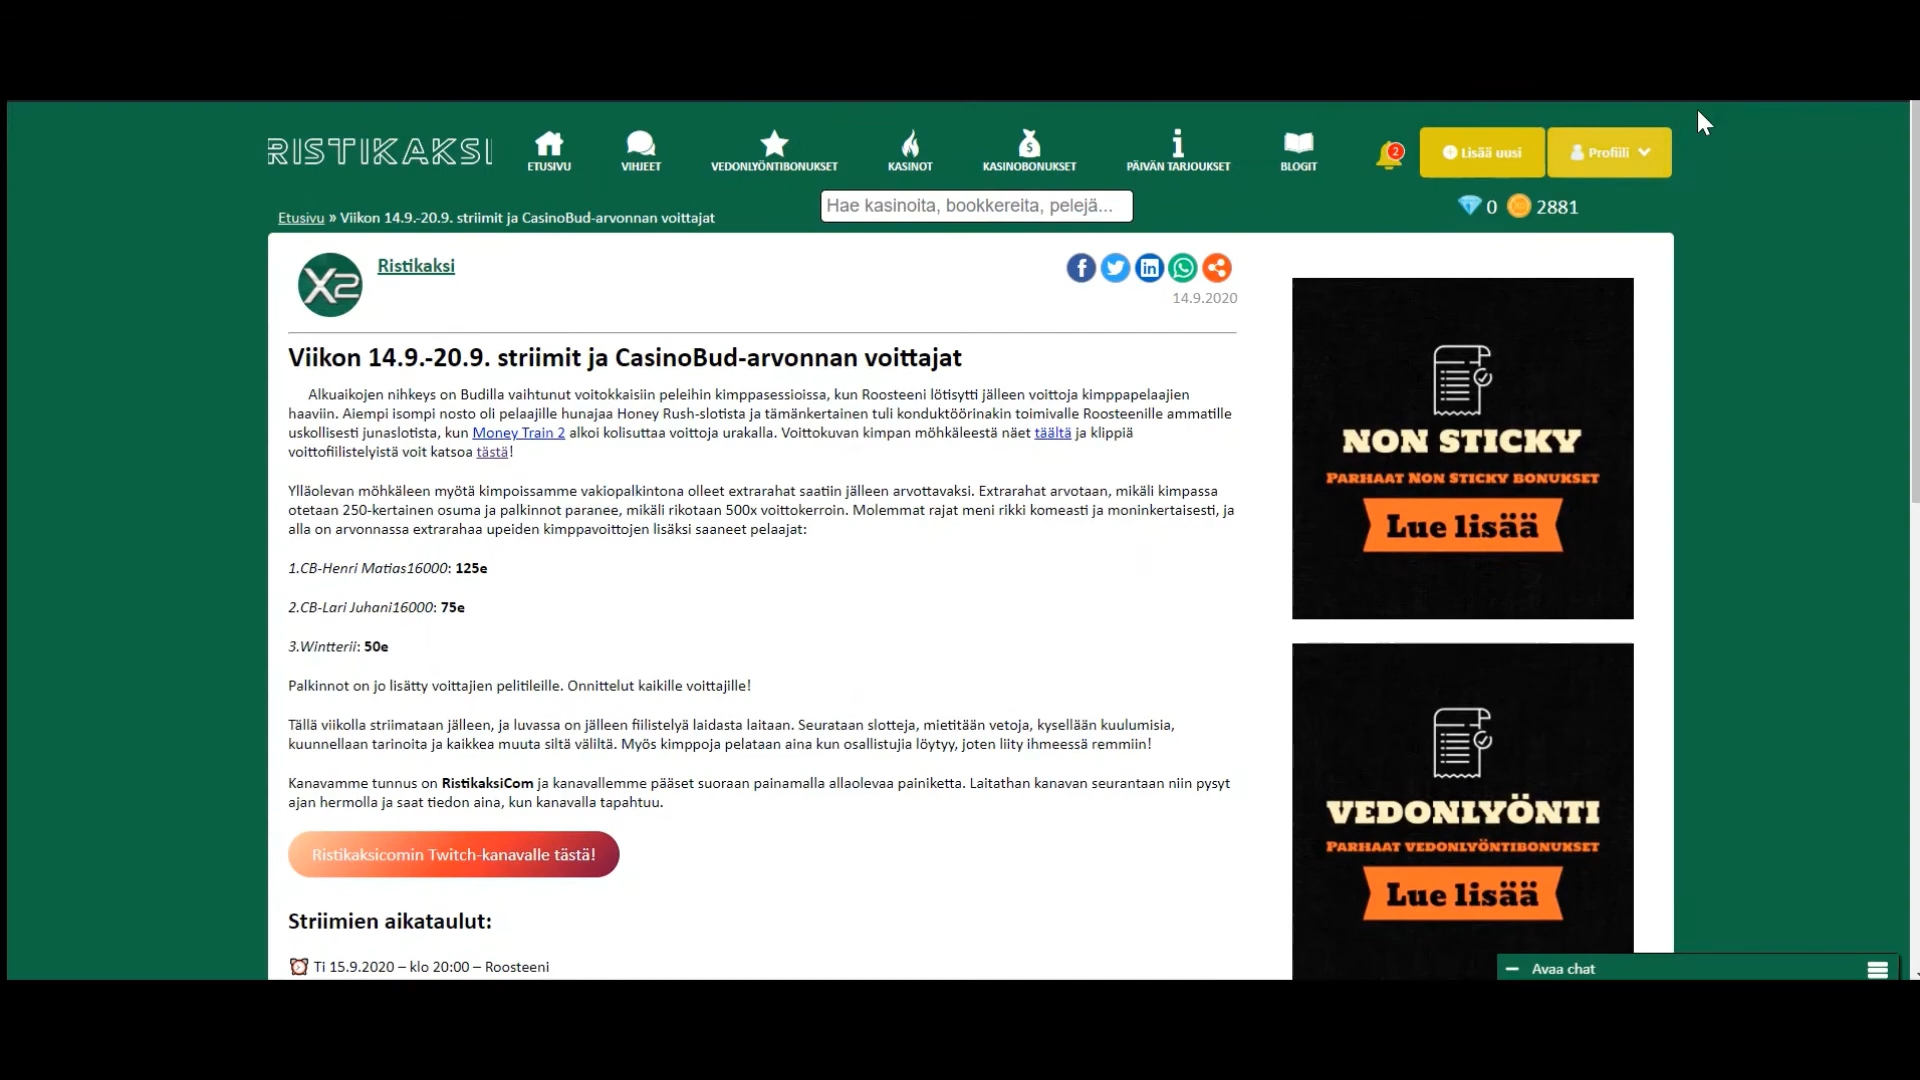 RISTIKAKSI
ETUSIVU
VIHJEET
VEDONLYÖNTIBONUKSET
KASINOT
KASINOBONUKSET
PÄIVÄN TARJOUKSET
BLOGIT
2
Lisää uusi
Profiili
Hae kasinoita, bookkereita, pelejä...
0
2881
Etusivu » Viikon 14.9.-20.9. striimit ja CasinoBud-arvonnan voittajat
X2
Ristikaksi
14.9.2020
Viikon 14.9.-20.9. striimit ja CasinoBud-arvonnan voittajat
Alkuaikojen nihkeys on Budilla vaihtunut voitokkaisiin peleihin kimppasessioissa, kun Roosteeni lötisytti jälleen voittoja kimppapelaajien
haaviin. Aiempi isompi nosto oli pelaajille hunajaa Honey Rush-slotista ja tämänkertainen tuli konduktöörinakin toimivalle Roosteenille ammatille
uskollisesti junaslotista, kun Money Train 2 alkoi kolisuttaa voittoja urakalla. Voittokuvan kimpan möhkäleestä näet täältä ja klippiä
voittofiilistelyistä voit katsoa tästä!
Ylläolevan möhkäleen myötä kimpoissamme vakiopalkintona olleet extrarahat saatiin jälleen arvottavaksi. Extrarahat arvotaan, mikäli kimpassa
otetaan 250-kertainen osuma ja palkinnot paranee, mikäli rikotaan 500x voittokerroin. Molemmat rajat meni rikki komeasti ja moninkertaisesti, ja
alla on arvonnassa extrarahaa upeiden kimppavoittojen lisäksi saaneet pelaajat:
1.CB-Henri Matias16000: 125e
2.CB-Lari Juhani16000: 75e
3.Wintterii: 50e
Palkinnot on jo lisätty voittajien pelitileille. Onnittelut kaikille voittajille!
Tällä viikolla striimataan jälleen, ja luvassa on jälleen fiilistelyä laidasta laitaan. Seurataan slotteja, mietitään vetoja, kysellään kuulumisia,
kuunnellaan tarinoita ja kaikkea muuta siltä väliltä. Myös kimppoja pelataan aina kun osallistujia löytyy, joten liity ihmeessä remmiin!
Kanavamme tunnus on RistikaksiCom ja kanavallemme pääset suoraan painamalla allaolevaa painiketta. Laitathan kanavan seurantaan niin pysyt
ajan hermolla ja saat tiedon aina, kun kanavalla tapahtuu.
Ristikaksicomin Twitch-kanavalle tästä!
Striimien aikataulut:
Ti 15.9.2020 – klo 20:00 – Roosteeni
NON STICKY
PARHAAT NON STICKY BONUKSET
Lue lisää
VEDONLYÖNTI
PARHAAT VEDONLYÖNTIBONUKSET
Lue lisää
Avaa chat